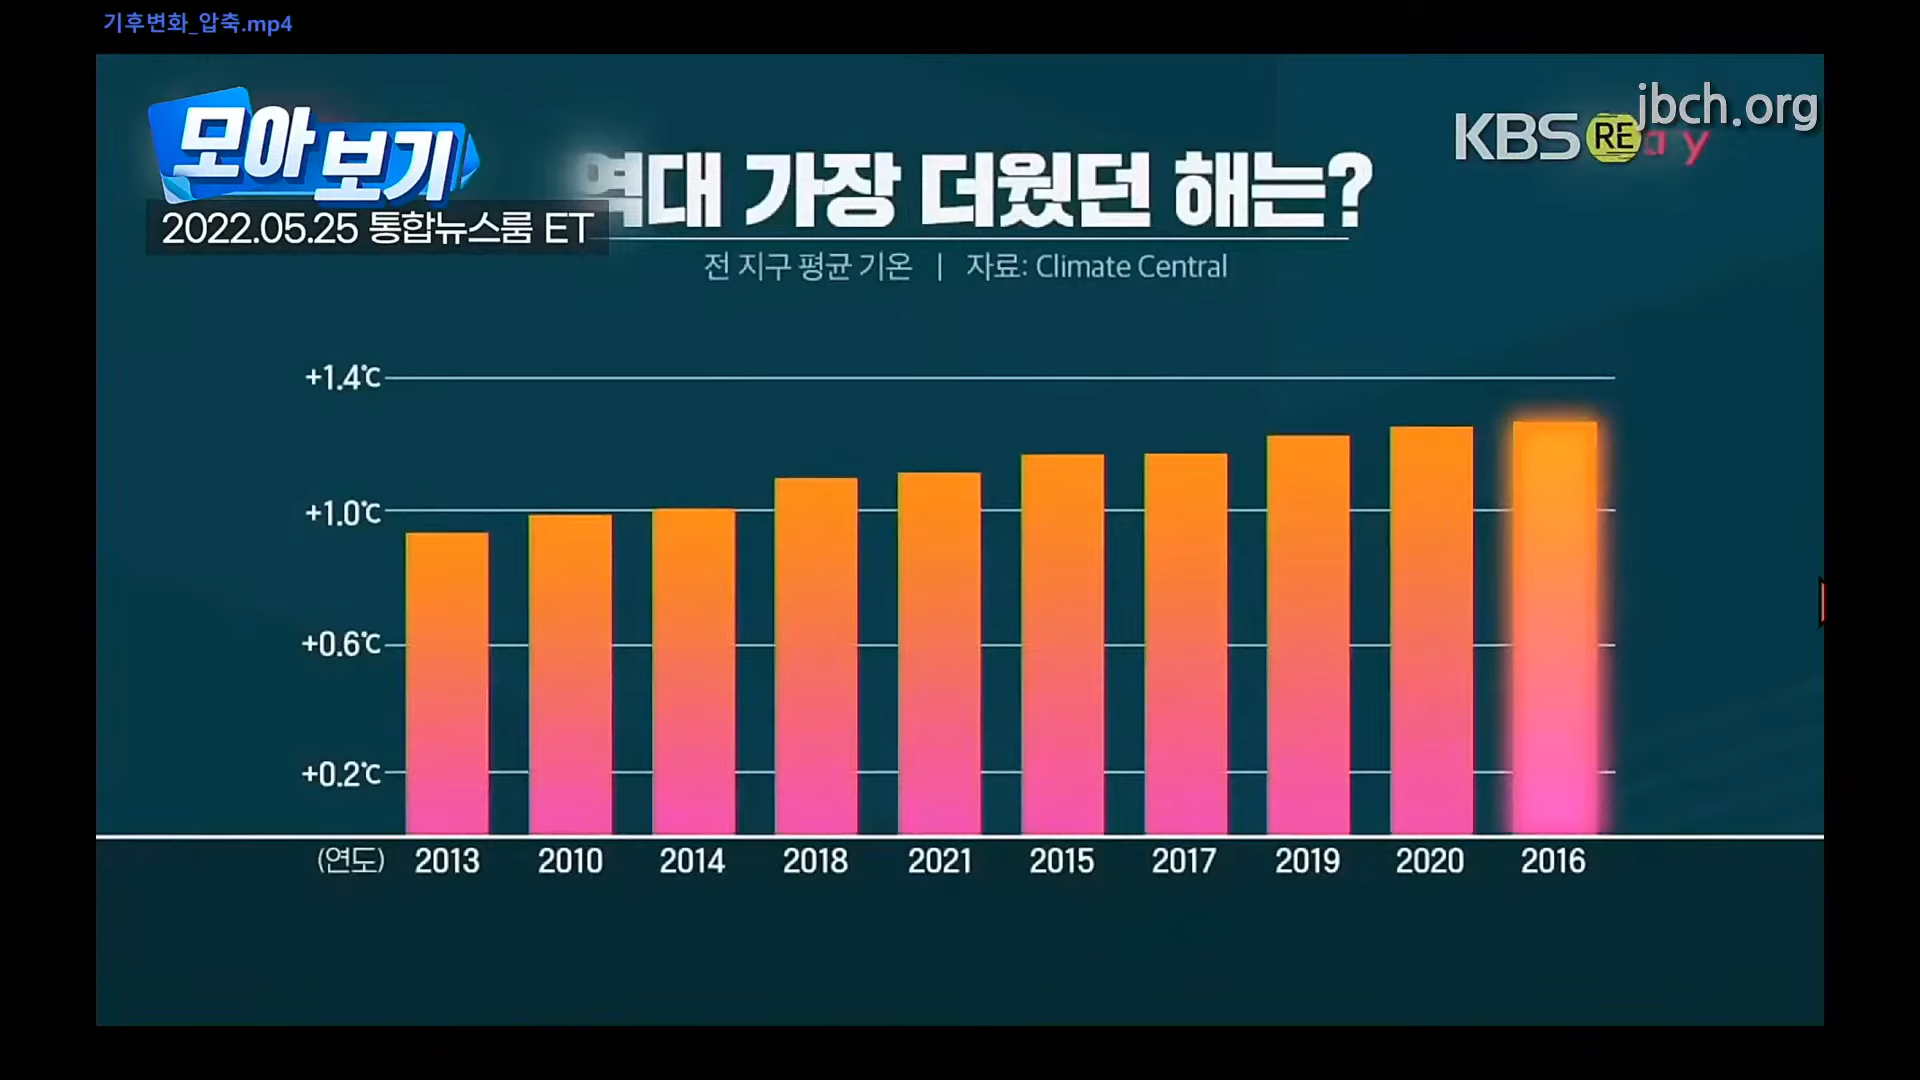 기후변화_압축.mp4
jbch.org
모아보기
KBS RE
2022.05.25 통합뉴스룸 ET
역대 가장 더웠던 해는?
전 지구 평균 기온 | 자료: Climate Central
+1.4℃
+1.0℃
+0.6℃
+0.2℃
(연도) 2013 2010 2014 2018 2021 2015 2017 2019 2020 2016